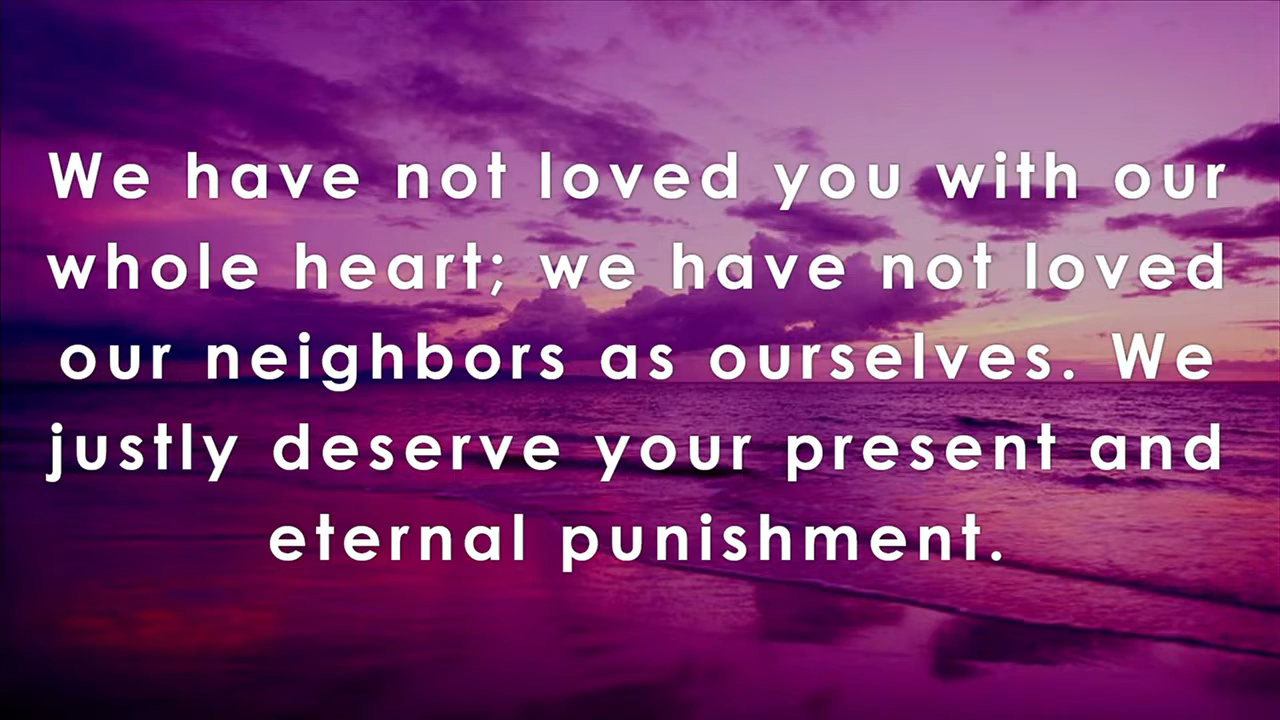 We have not loved you with our
whole heart; we have not loved
our neighbors as ourselves. We
justly deserve your present and
eternal punishment.